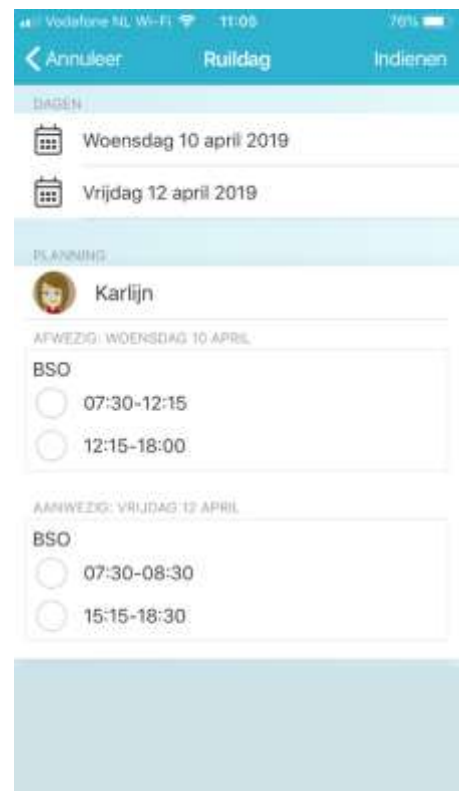 Vodafone NL Wi-Fi 11:05 76%
Annuleer Ruildag Indienen
DAGEN
Woensdag 10 april 2019
Vrijdag 12 april 2019
PLANNING
Karlijn
AFWEZIG: WOENSDAG 10 APRIL
BSO
07:30-12:15
12:15-18:00
AANWEZIG: VRIJDAG 12 APRIL
BSO
07:30-08:30
15:15-18:30